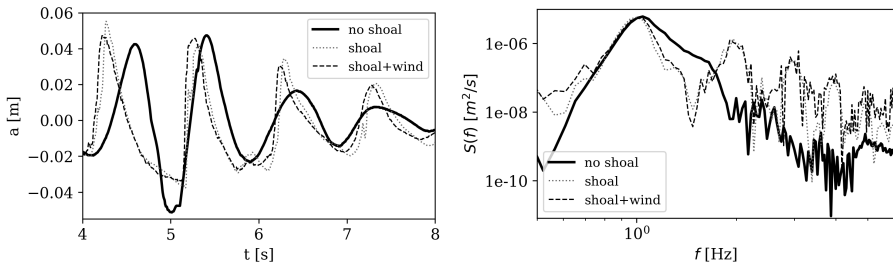 0.06
0.04
0.02
0.00
−0.02
−0.04
a [m]
4
5
6
7
8
t [s]
no shoal
shoal
shoal+wind
1e-06
1e-08
1e-10
S(f) [m²/s]
10⁰
f [Hz]
no shoal
shoal
shoal+wind